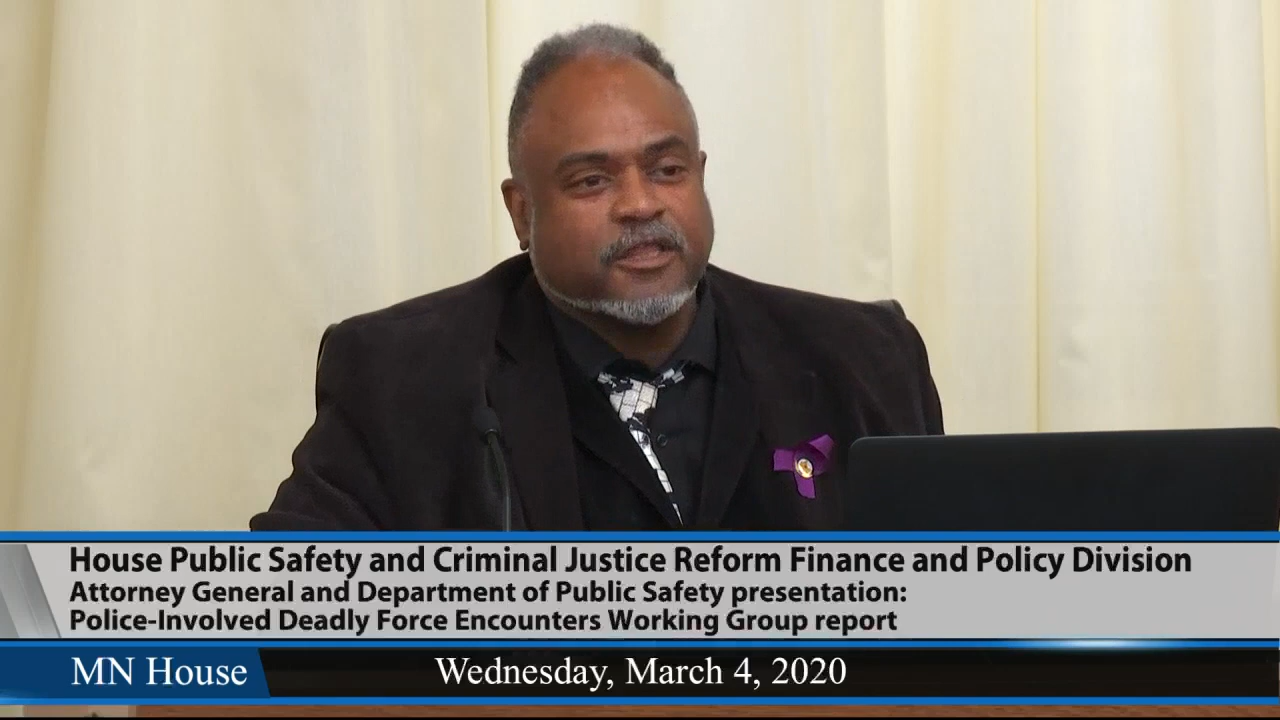 House Public Safety and Criminal Justice Reform Finance and Policy Division
Attorney General and Department of Public Safety presentation:
Police-Involved Deadly Force Encounters Working Group report
MN House
Wednesday, March 4, 2020